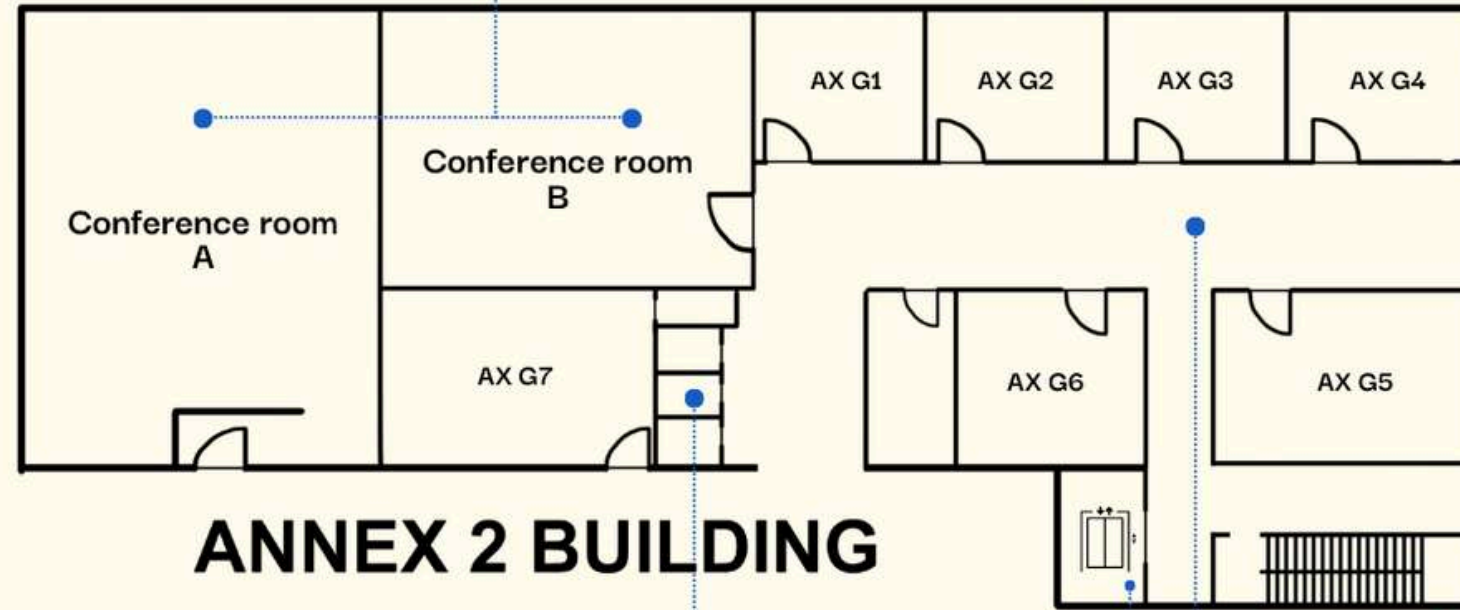 AX G1
AX G2
AX G3
AX G4
Conference room
B
Conference room
A
AX G7
AX G6
AX G5
ANNEX 2 BUILDING